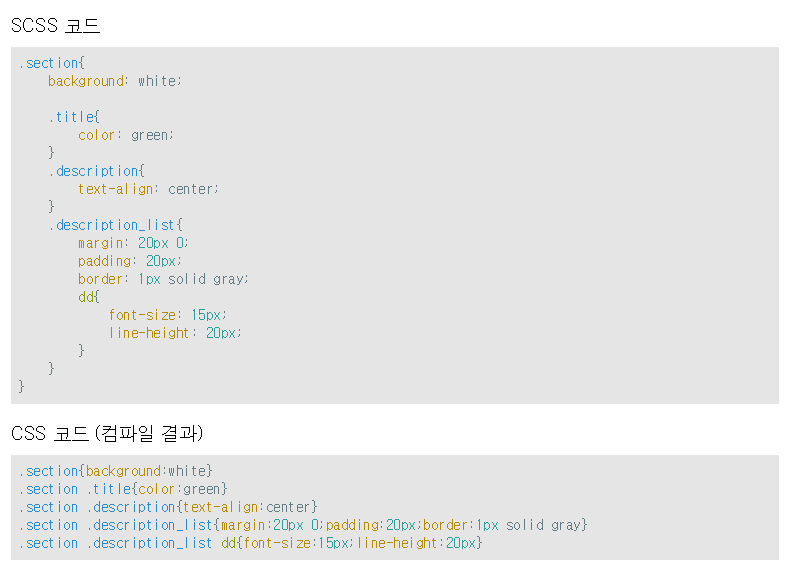 SCSS 코드
.section{
background: white;
.title{
color: green;
}
.description{
text-align: center;
}
.description_list{
margin: 20px 0;
padding: 20px;
border: 1px solid gray;
dd{
font-size: 15px;
line-height: 20px;
}
}
}
CSS 코드 (컴파일 결과)
.section{background:white}
.section .title{color:green}
.section .description{text-align:center}
.section .description_list{margin:20px 0;padding:20px;border:1px solid gray}
.section .description_list dd{font-size:15px;line-height:20px}